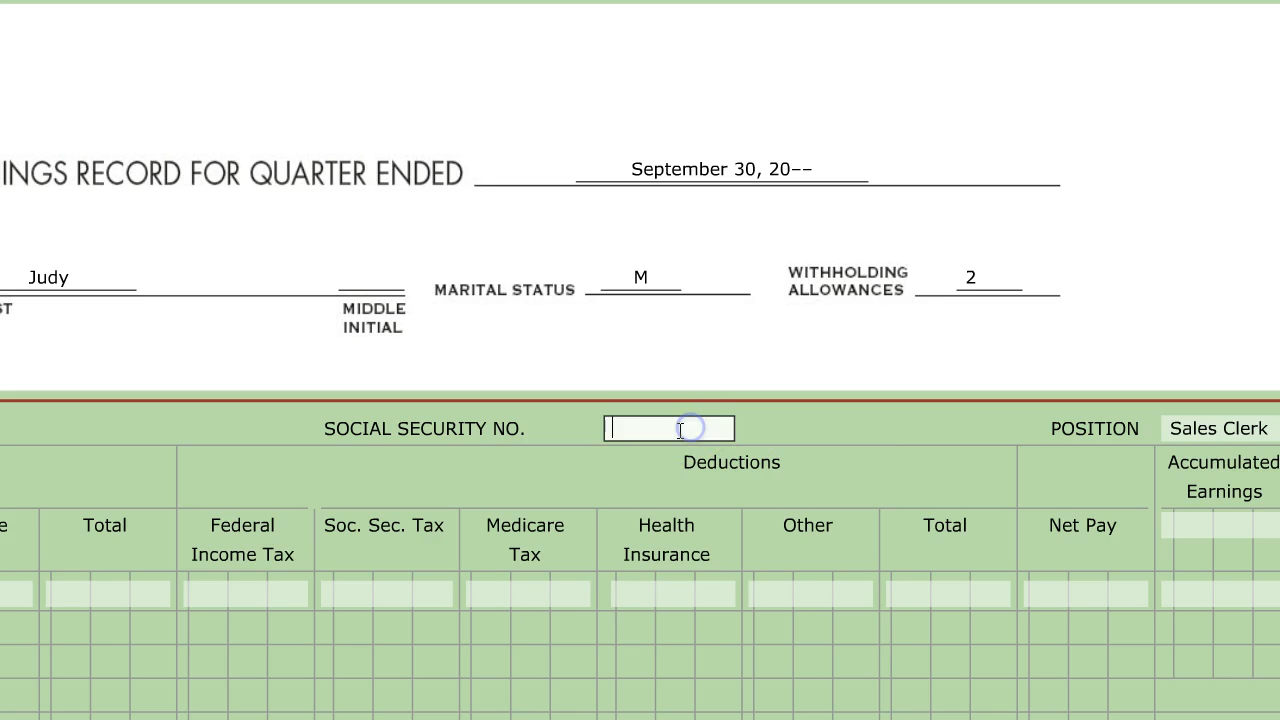 INGS RECORD FOR QUARTER ENDED September 30, 20––
Judy M WITHHOLDING 2
MARITAL STATUS ALLOWANCES
ST MIDDLE
INITIAL
SOCIAL SECURITY NO. POSITION Sales Clerk
Deductions Accumulated
Earnings
e Total Federal Soc. Sec. Tax Medicare Health Other Total Net Pay
Income Tax Tax Insurance